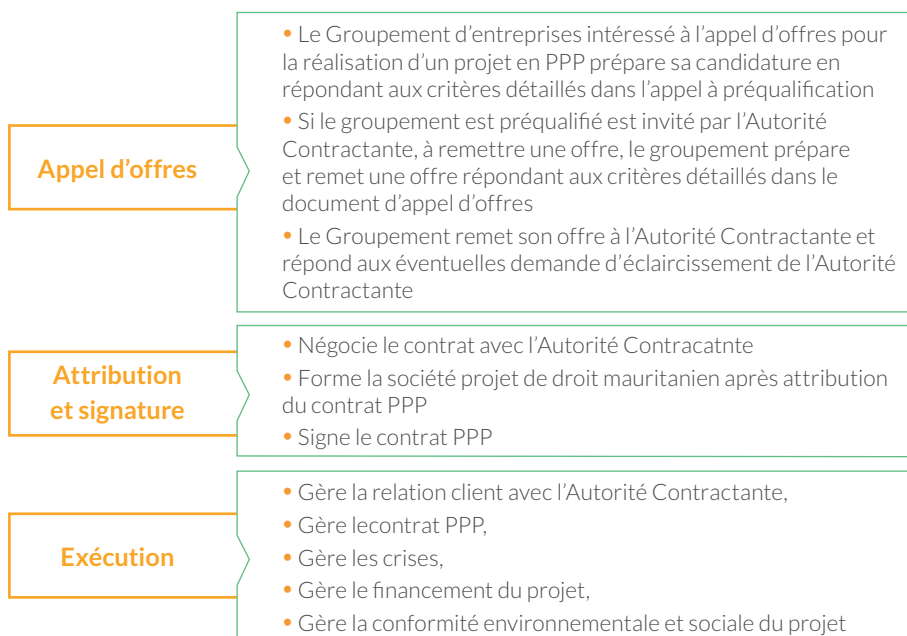 Appel d’offres
• Le Groupement d’entreprises intéressé à l’appel d’offres pour
la réalisation d’un projet en PPP prépare sa candidature en
répondant aux critères détaillés dans l’appel à préqualification
• Si le groupement est préqualifié est invité par l’Autorité
Contractante, à remettre une offre, le groupement prépare
et remet une offre répondant aux critères détaillés dans le
document d’appel d’offres
• Le Groupement remet son offre à l’Autorité Contractante et
répond aux éventuelles demande d’éclaircissement de l’Autorité
Contractante
Attribution
et signature
• Négocie le contrat avec l’Autorité Contracatnte
• Forme la société projet de droit mauritanien après attribution
du contrat PPP
• Signe le contrat PPP
Exécution
• Gère la relation client avec l’Autorité Contractante,
• Gère lecontrat PPP,
• Gère les crises,
• Gère le financement du projet,
• Gère la conformité environnementale et sociale du projet